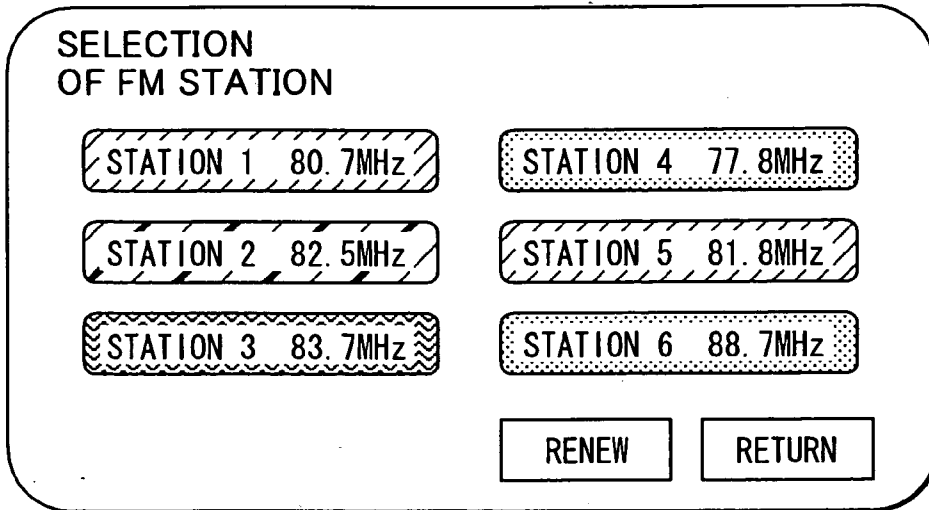 SELECTION
OF FM STATION
STATION 1 80.7MHz
STATION 4 77.8MHz
STATION 2 82.5MHz
STATION 5 81.8MHz
STATION 3 83.7MHz
STATION 6 88.7MHz
RENEW
RETURN